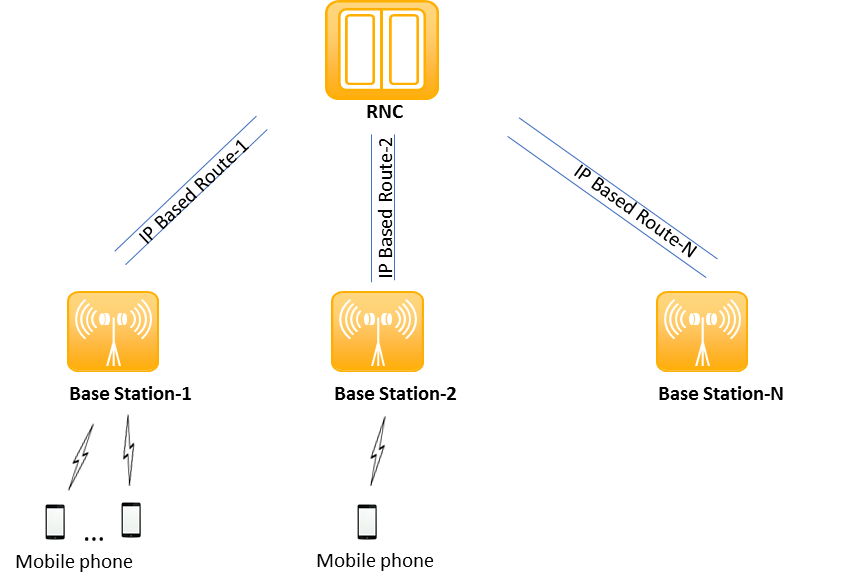 RNC
IP Based Route-1
IP Based Route-2
IP Based Route-N
Base Station-1
Base Station-2
Base Station-N
...
Mobile phone
Mobile phone